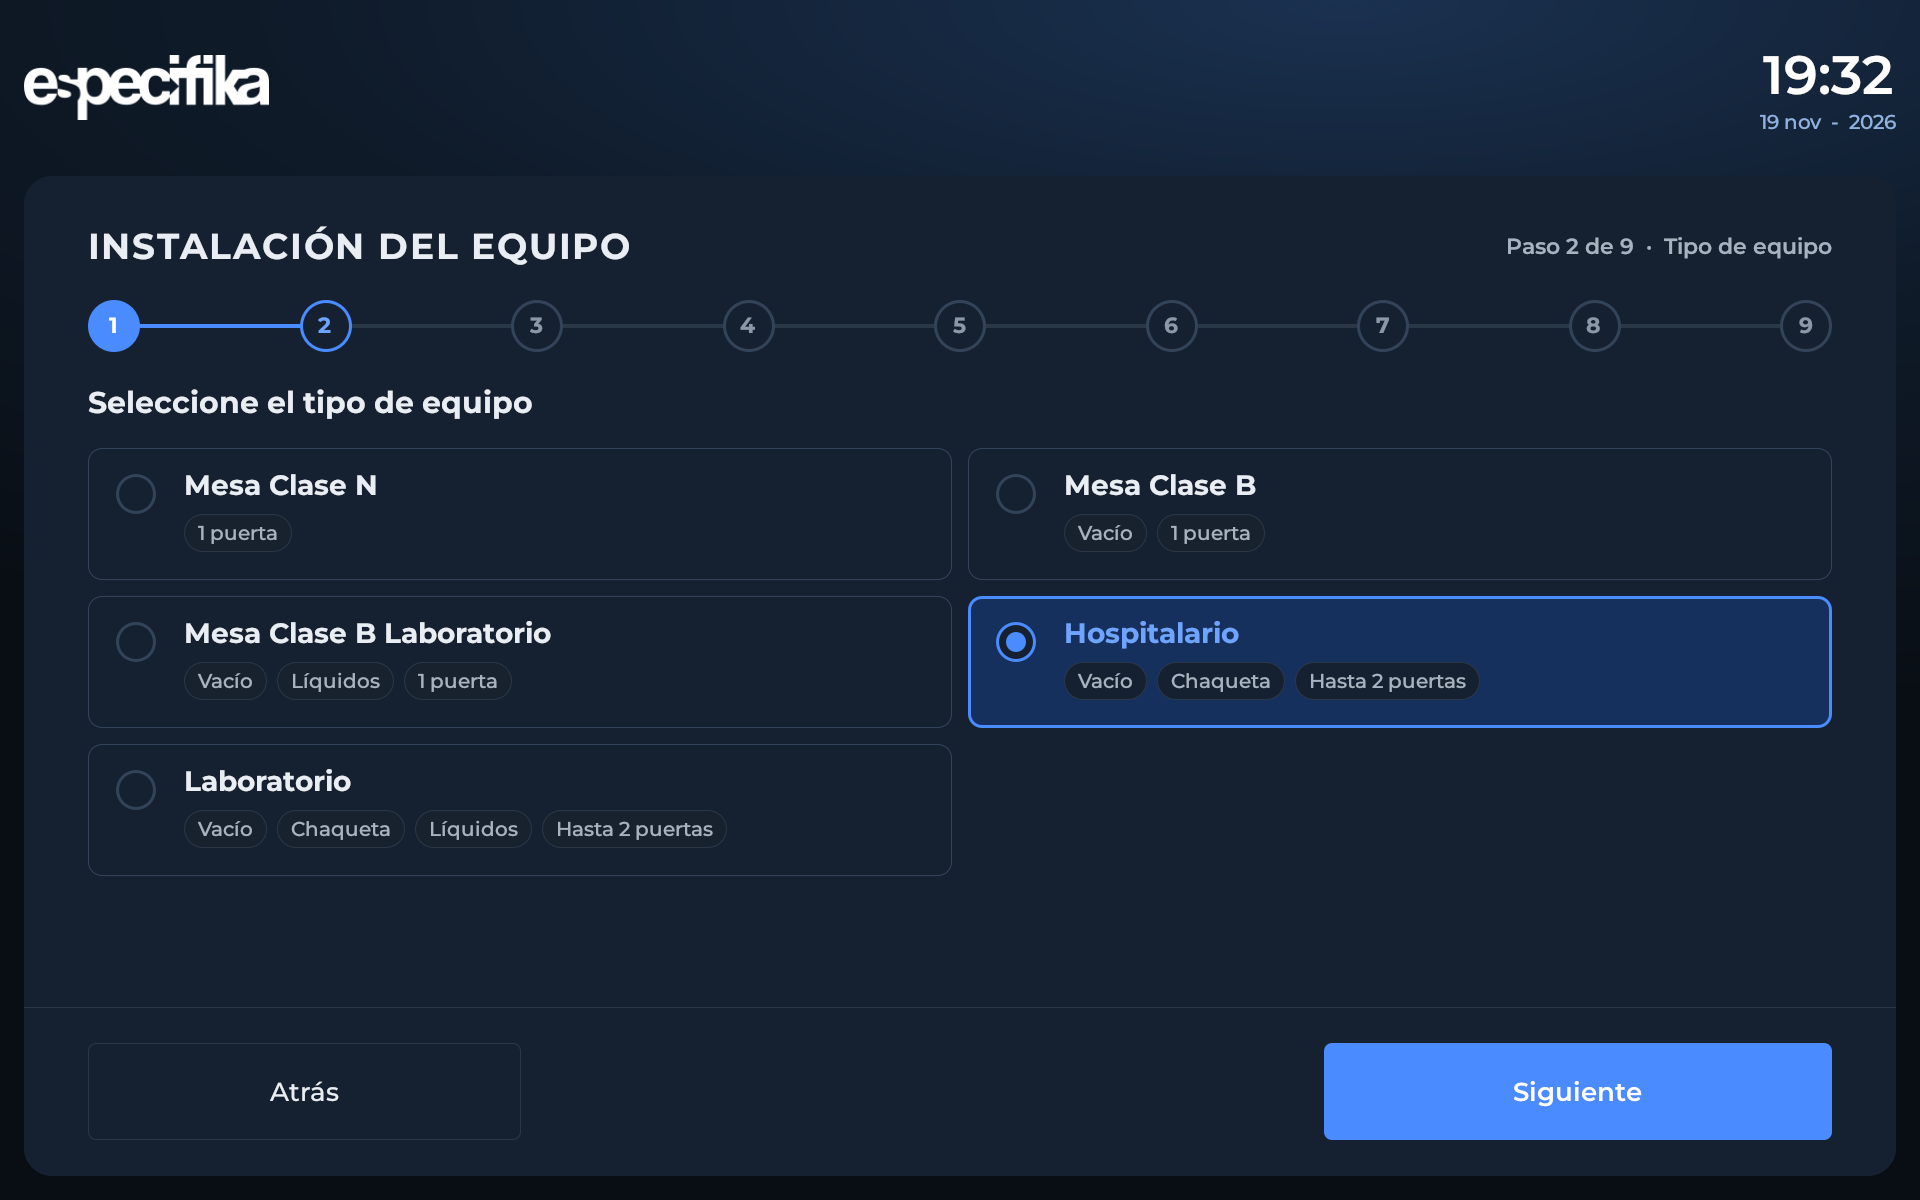 especifika
19:32
19 nov - 2026
INSTALACIÓN DEL EQUIPO
Paso 2 de 9 · Tipo de equipo
1 2 3 4 5 6 7 8 9
Seleccione el tipo de equipo
Mesa Clase N
1 puerta
Mesa Clase B
Vacío 1 puerta
Mesa Clase B Laboratorio
Vacío Líquidos 1 puerta
Hospitalario
Vacío Chaqueta Hasta 2 puertas
Laboratorio
Vacío Chaqueta Líquidos Hasta 2 puertas
Atrás
Siguiente